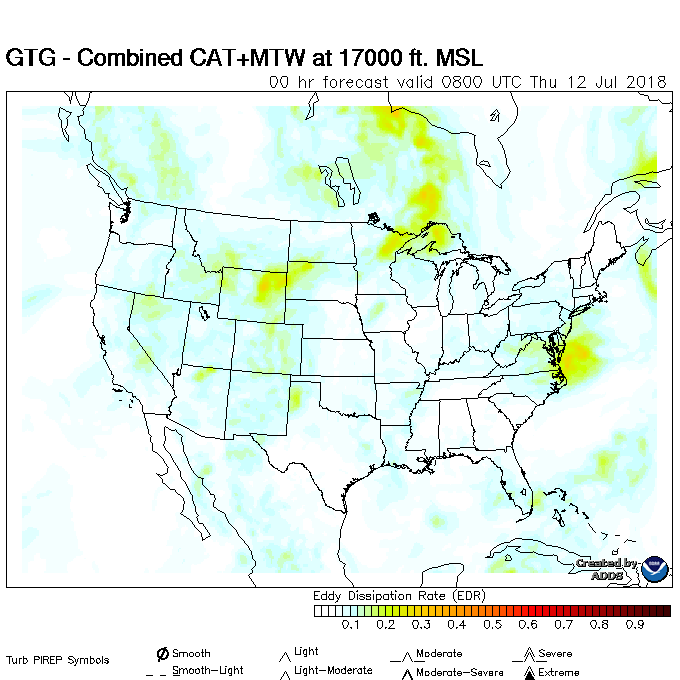 GTG - Combined CAT+MTW at 17000 ft. MSL
00 hr forecast valid 0800 UTC Thu 12 Jul 2018
Created by
ADDS
Eddy Dissipation Rate (EDR)
0.1 0.2 0.3 0.4 0.5 0.6 0.7 0.8 0.9
Turb PIREP Symbols
Smooth Light Moderate Severe
Smooth-Light Light-Moderate Moderate-Severe Extreme